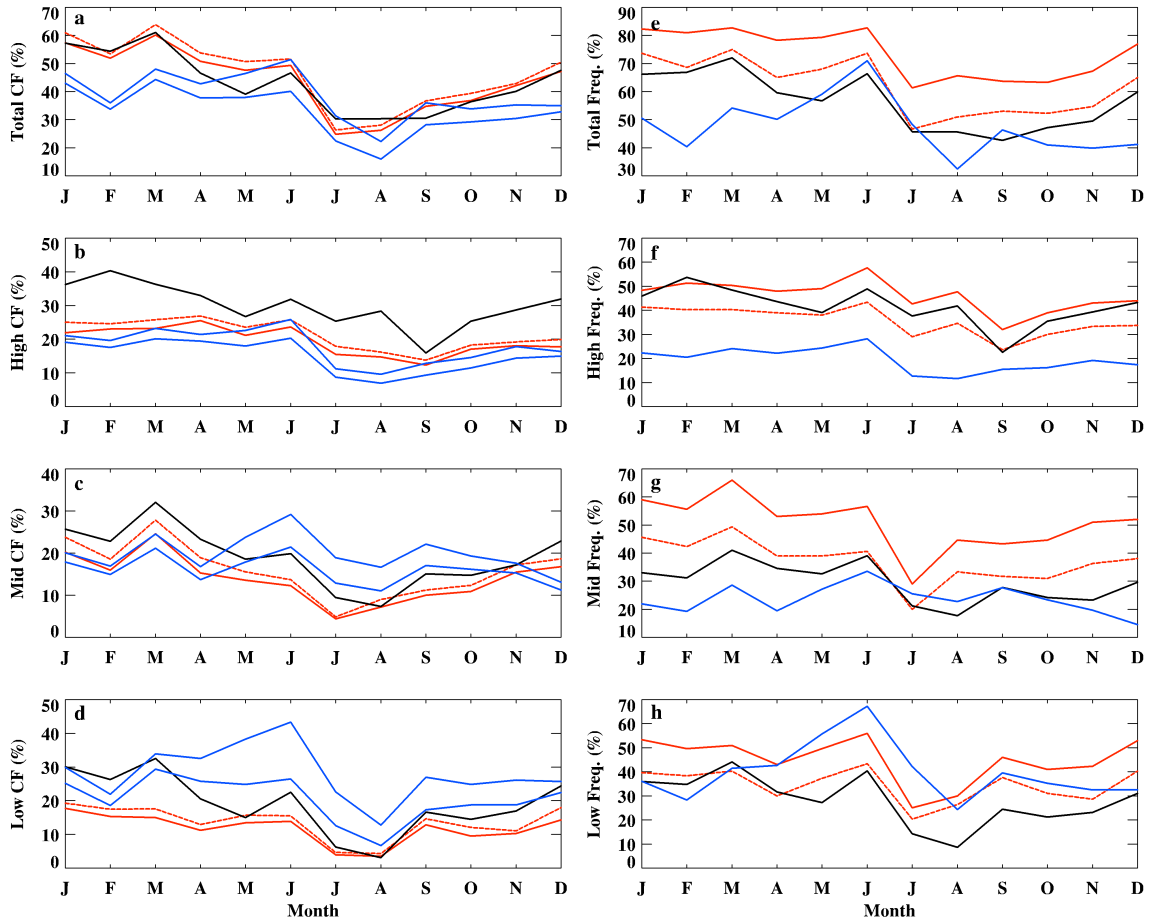 a
Total CF (%)
70
60
50
40
30
20
10
J F M A M J J A S O N D
e
Total Freq. (%)
90
80
70
60
50
40
30
J F M A M J J A S O N D
Month
b
High CF (%)
50
40
30
20
10
0
J F M A M J J A S O N D
f
High Freq. (%)
70
60
50
40
30
20
10
0
J F M A M J J A S O N D
c
Mid CF (%)
40
30
20
10
0
J F M A M J J A S O N D
g
Mid Freq. (%)
70
60
50
40
30
20
10
J F M A M J J A S O N D
d
Low CF (%)
50
40
30
20
10
0
J F M A M J J A S O N D
Month
h
Low Freq. (%)
70
60
50
40
30
20
10
0
J F M A M J J A S O N D
Month